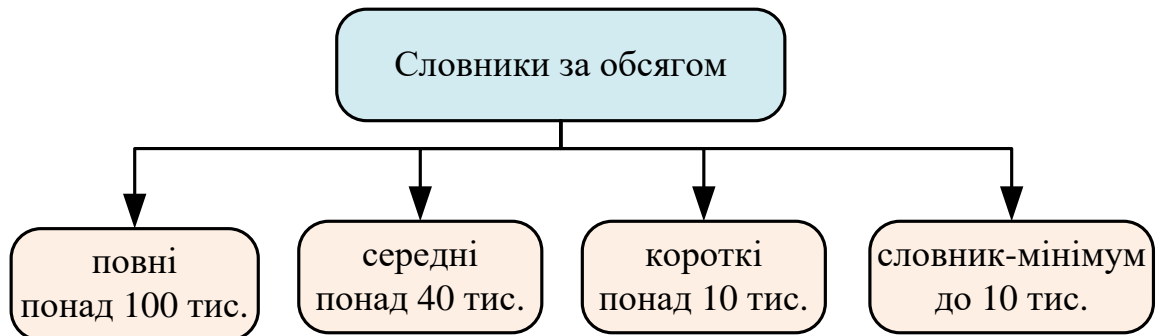 Словники за обсягом
повні
понад 100 тис.
середні
понад 40 тис.
короткі
понад 10 тис.
словник-мінімум
до 10 тис.